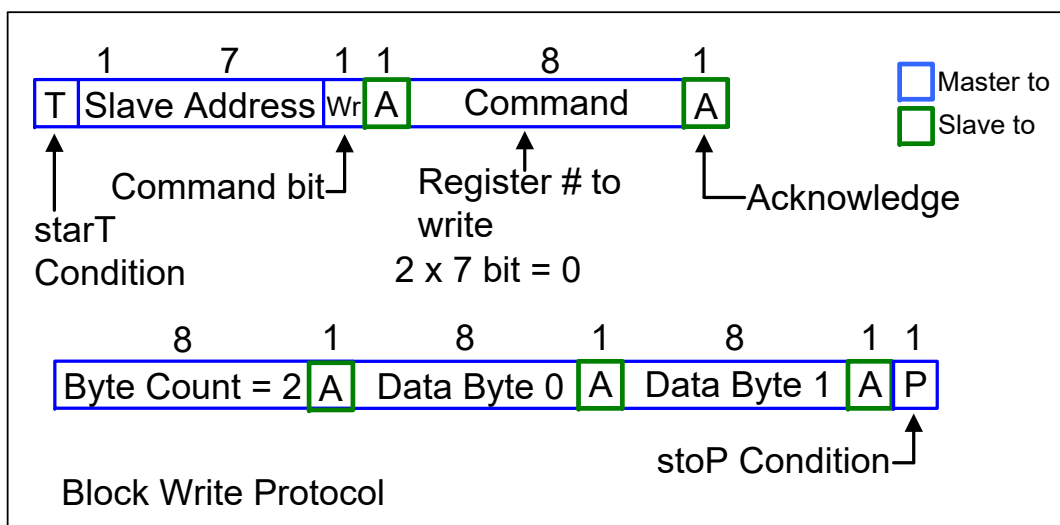 1 7 1 1 8 1
T Slave Address Wr A Command A
Master to
Slave to
Command bit
Register # to
write
Acknowledge
starT
Condition
2 x 7 bit = 0
8 1 8 1 8 1 1
Byte Count = 2 A Data Byte 0 A Data Byte 1 A P
stoP Condition
Block Write Protocol